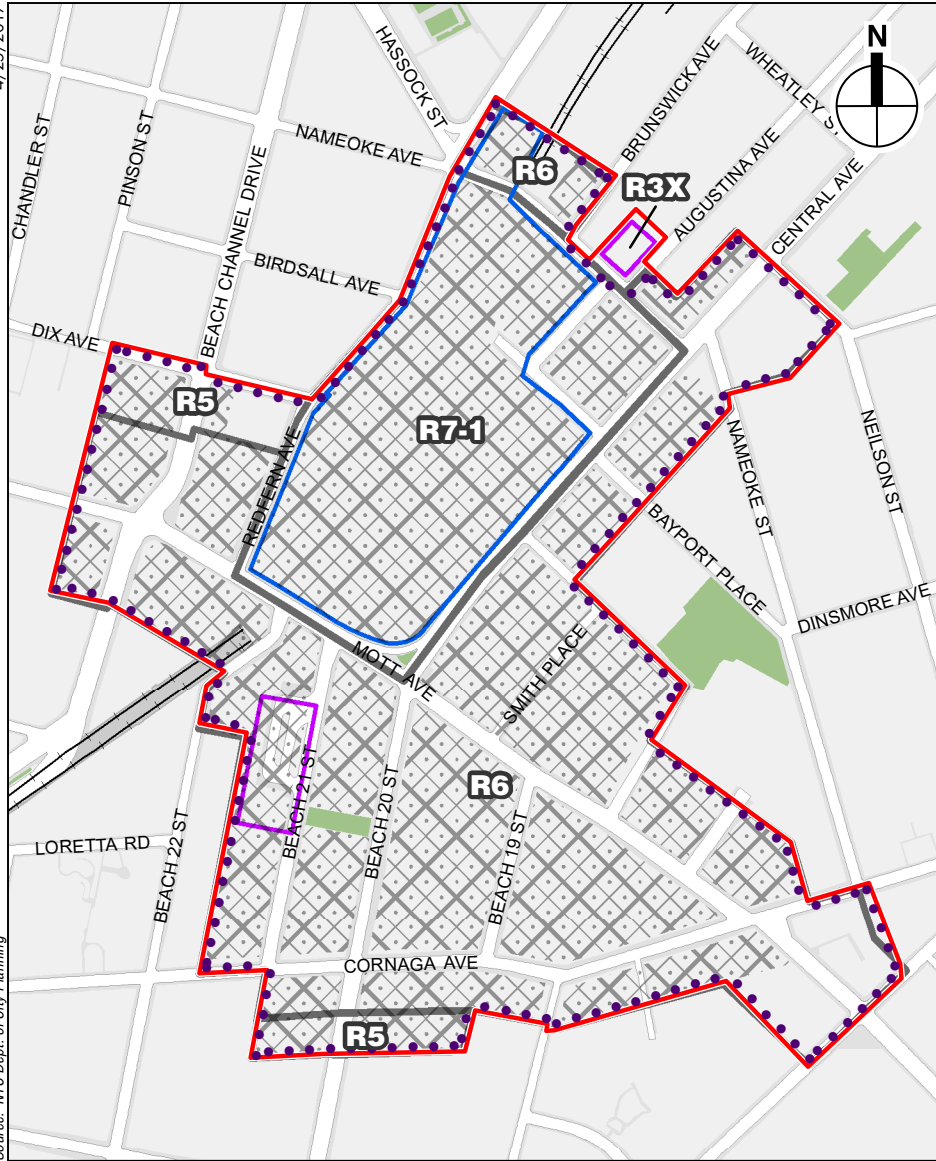 N
HASSOCK ST
WHEATLEY S
BRUNSWICK AVE
AUGUSTINA AVE
CENTRAL AVE
NAMEOKE AVE
CHANDLER ST
PINSON ST
R6
R3X
BEACH CHANNEL DRIVE
BIRDSALL AVE
DIX AVE
R5
R7-1
REDFERN AVE
NAMEOKE ST
NEILSON ST
BAYPORT PLACE
DINSMORE AVE
MOTT AVE
SMITH PLACE
R6
BEACH 21 ST
BEACH 20 ST
BEACH 19 ST
LORETTA RD
BEACH 22 ST
CORNAGA AVE
R5